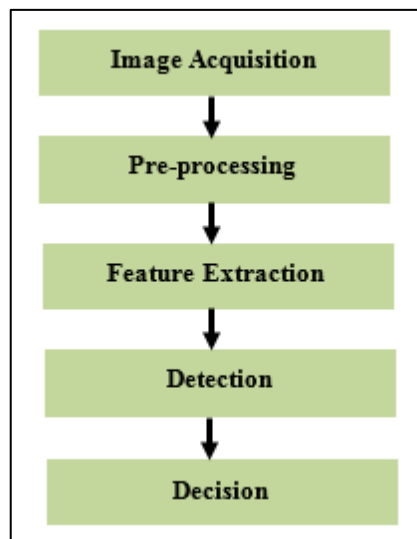 Image Acquisition
Pre-processing
Feature Extraction
Detection
Decision